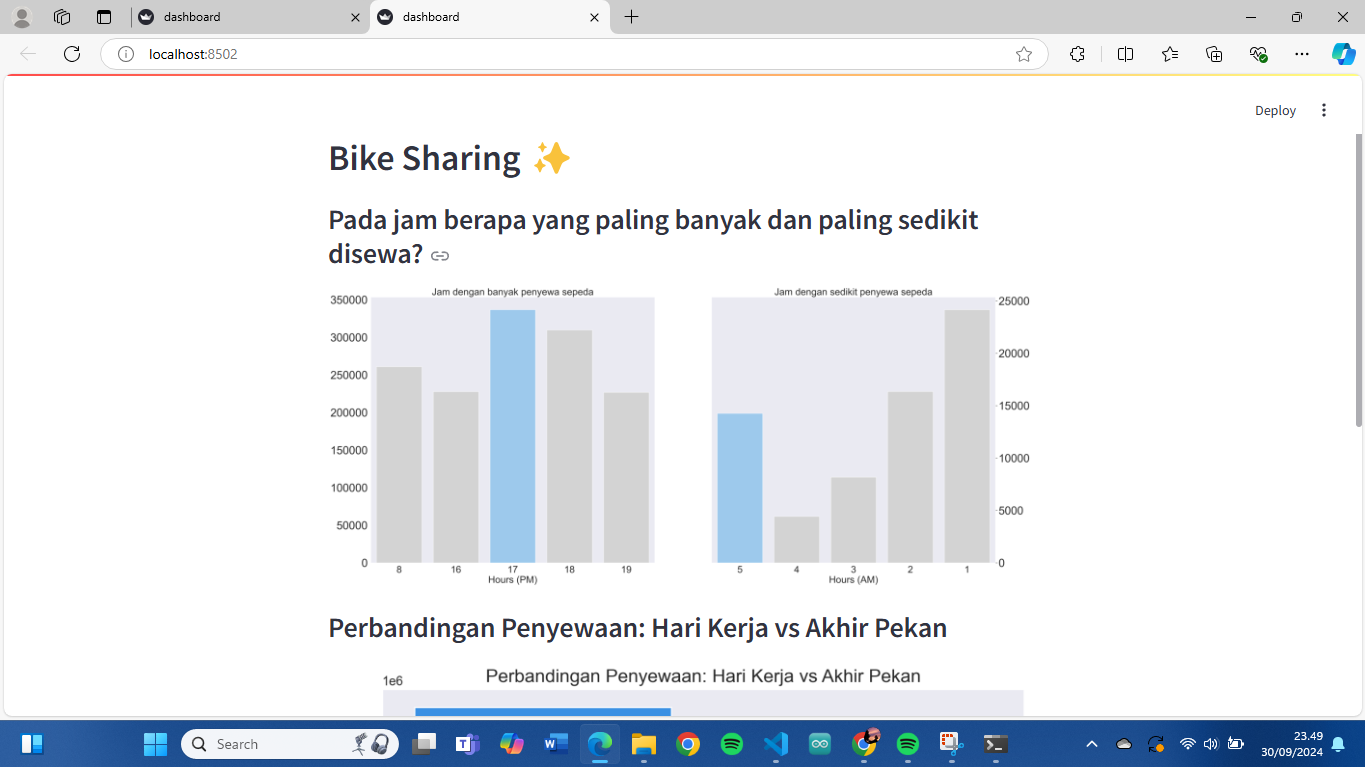 dashboard
dashboard
localhost:8502
Deploy
Bike Sharing ✨
Pada jam berapa yang paling banyak dan paling sedikit
disewa?
Jam dengan banyak penyewa sepeda
350000
300000
250000
200000
150000
100000
50000
0
8 16 17 18 19
Hours (PM)
Jam dengan sedikit penyewa sepeda
25000
20000
15000
10000
5000
0
5 4 3 2 1
Hours (AM)
Perbandingan Penyewaan: Hari Kerja vs Akhir Pekan
Perbandingan Penyewaan: Hari Kerja vs Akhir Pekan
1e6
Search
23.49
30/09/2024